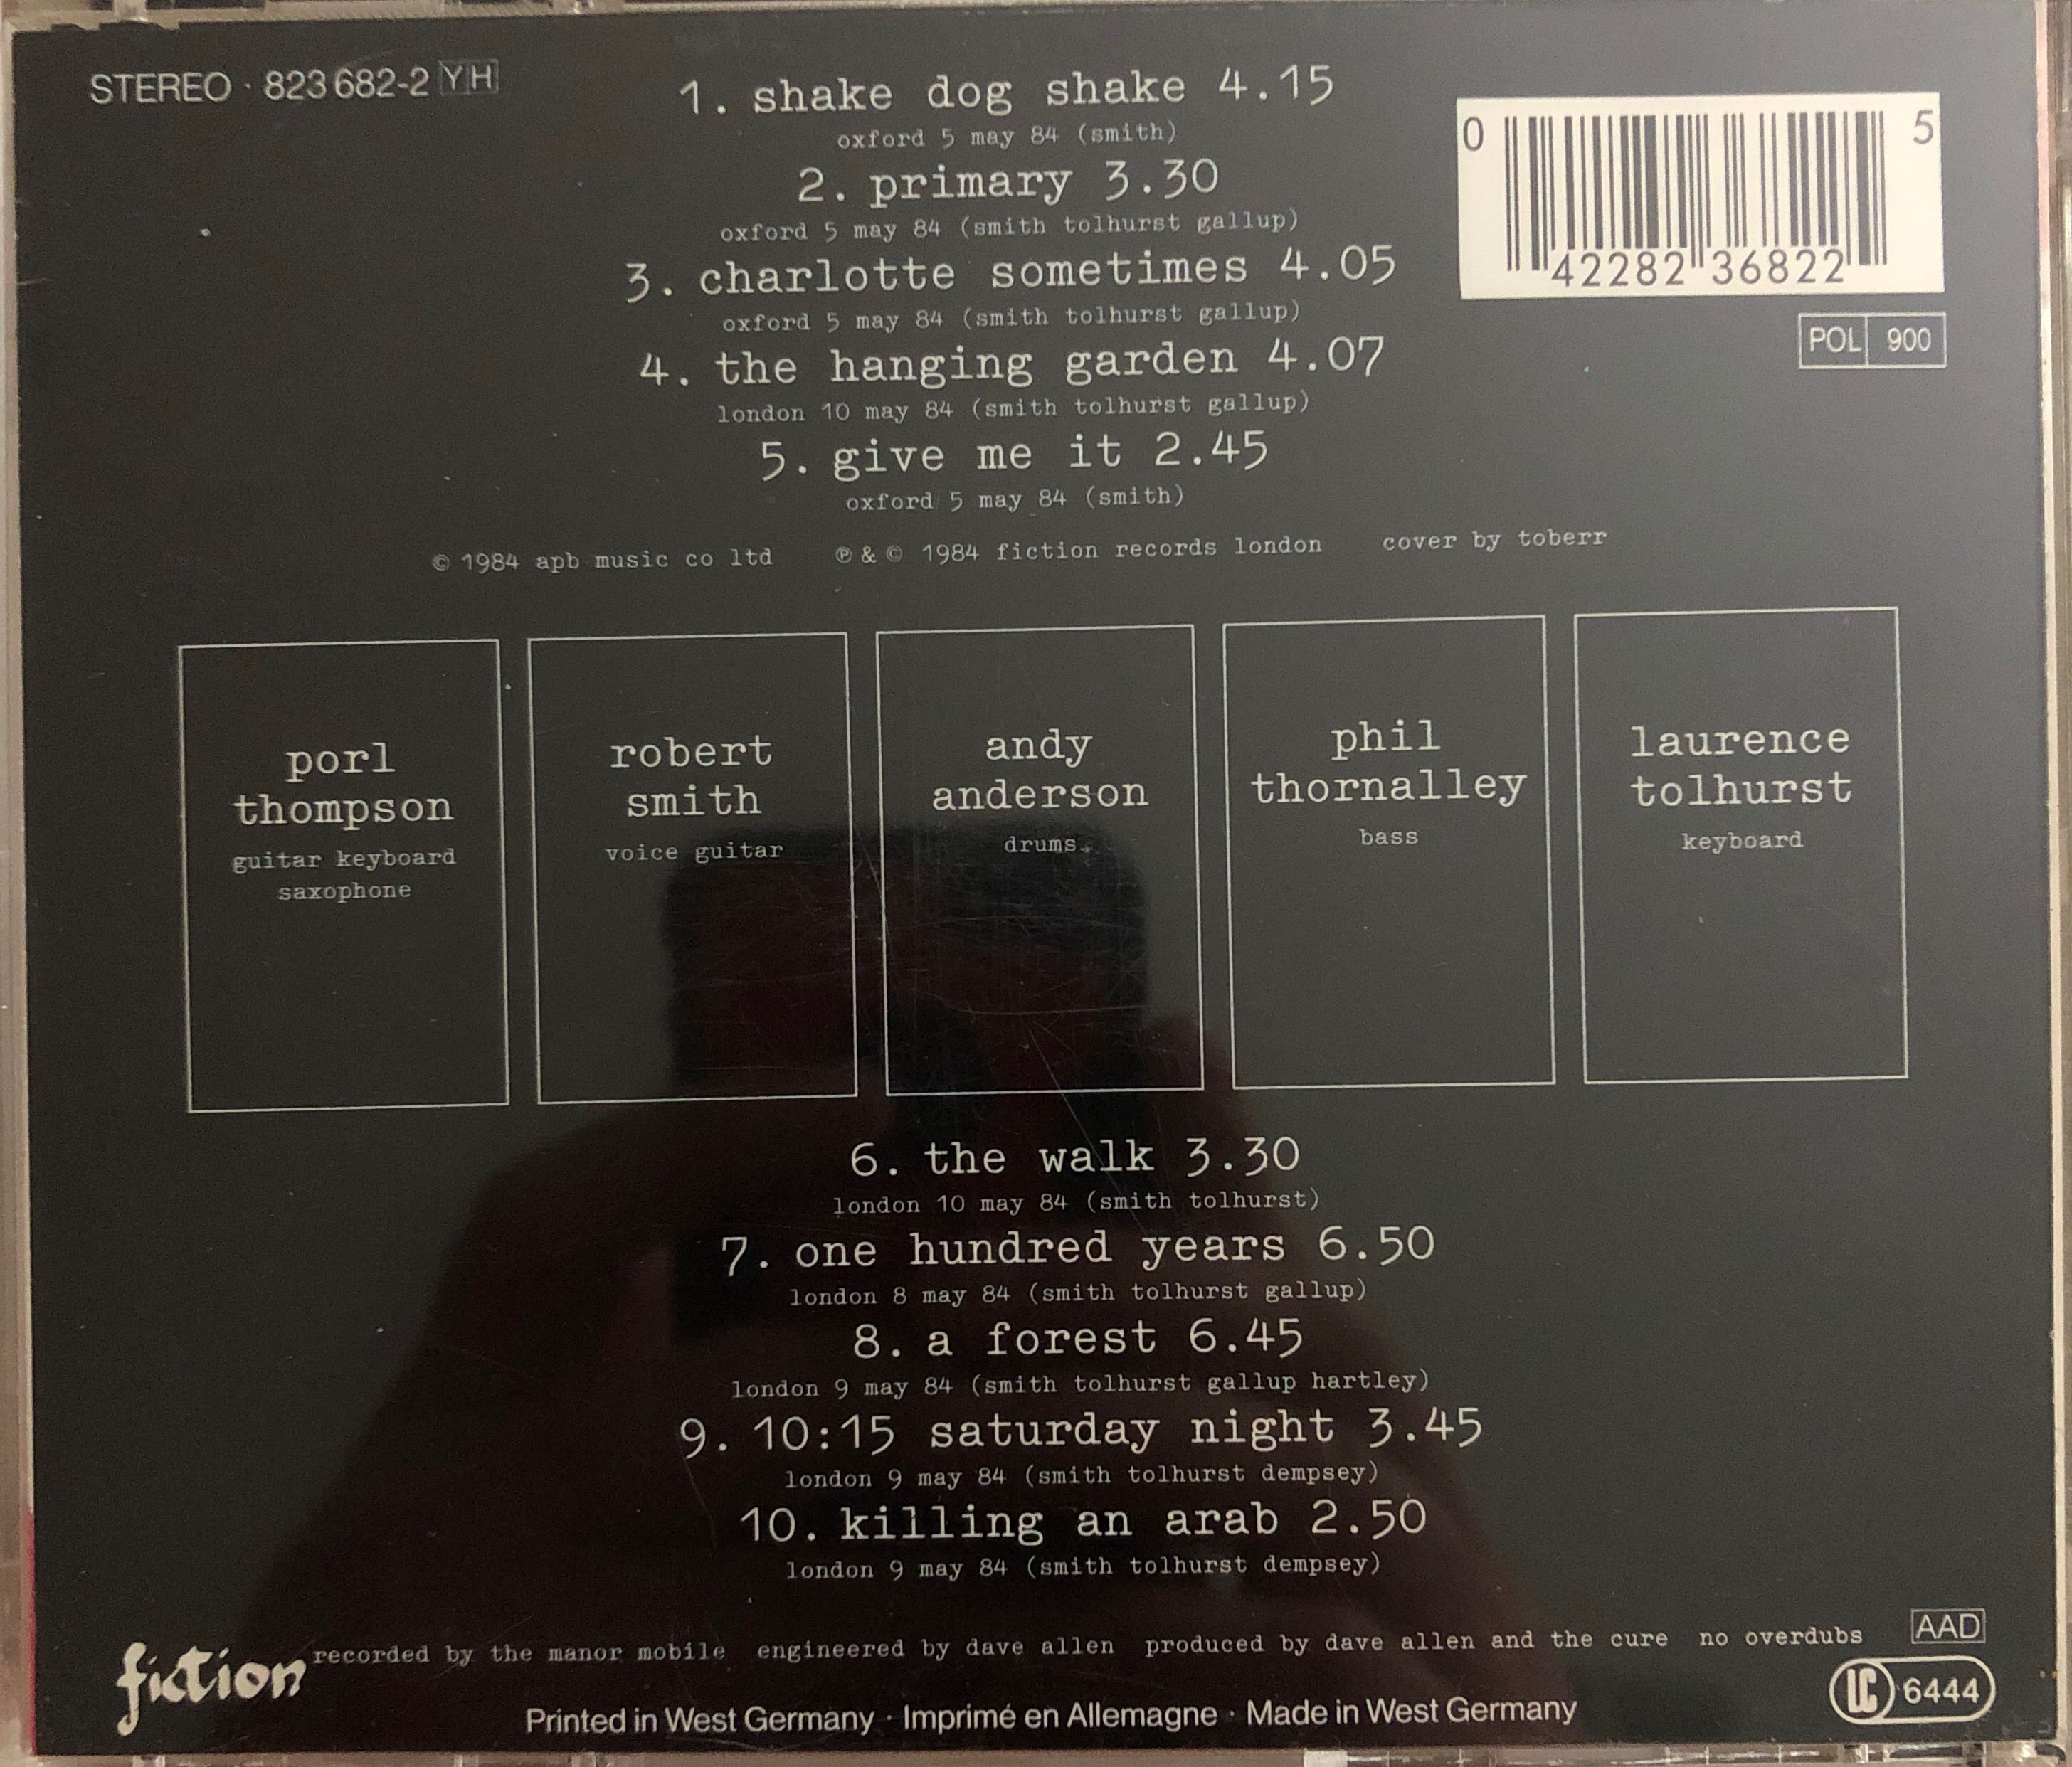 STEREO · 823 682-2 YH
1. shake dog shake 4.15
oxford 5 may 84 (smith)
2. primary 3.30
oxford 5 may 84 (smith tolhurst gallup)
3. charlotte sometimes 4.05
oxford 5 may 84 (smith tolhurst gallup)
4. the hanging garden 4.07
london 10 may 84 (smith tolhurst gallup)
5. give me it 2.45
oxford 5 may 84 (smith)
0 42282 36822 5
POL 900
© 1984 apb music co ltd ℗ & © 1984 fiction records london cover by toberr
porl
thompson
guitar keyboard
saxophone
robert
smith
voice guitar
andy
anderson
drums
phil
thornalley
bass
laurence
tolhurst
keyboard
6. the walk 3.30
london 10 may 84 (smith tolhurst)
7. one hundred years 6.50
london 8 may 84 (smith tolhurst gallup)
8. a forest 6.45
london 9 may 84 (smith tolhurst gallup hartley)
9. 10:15 saturday night 3.45
london 9 may 84 (smith tolhurst dempsey)
10. killing an arab 2.50
london 9 may 84 (smith tolhurst dempsey)
fiction
recorded by the manor mobile engineered by dave allen produced by dave allen and the cure no overdubs
AAD
LC 6444
Printed in West Germany · Imprimé en Allemagne · Made in West Germany